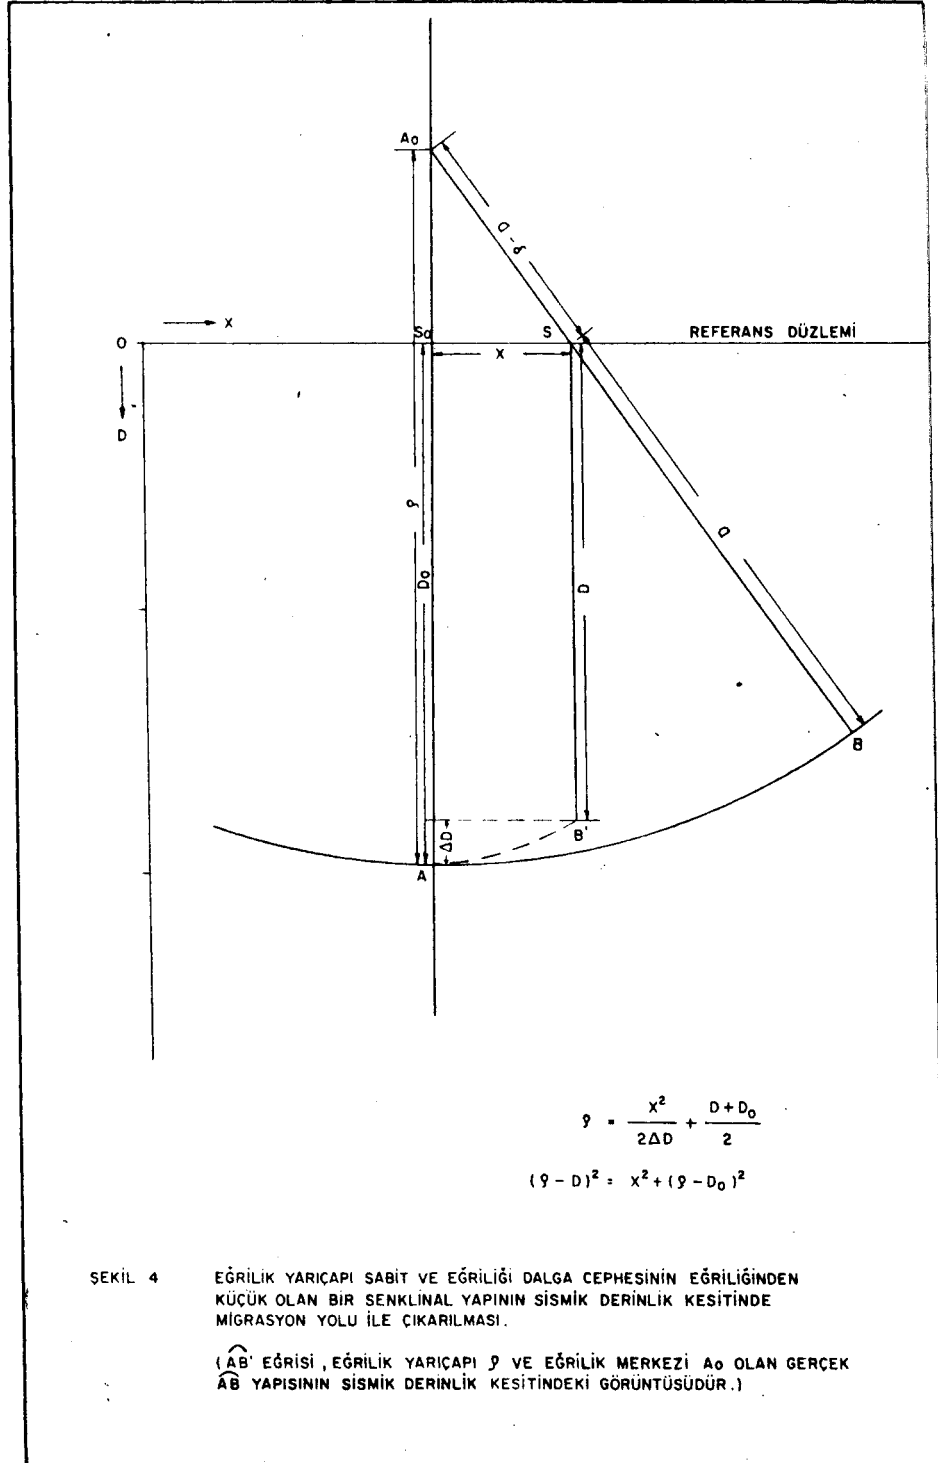 Ao
ρ - D
X
So
S
REFERANS DÜZLEMİ
O
X
D
ρ
D
Do
D
B
ΔD
B'
A
ρ = X²/2ΔD + D+D₀/2
(ρ-D)² = X²+(ρ-D₀)²
ŞEKİL 4
EĞRİLİK YARIÇAPI SABİT VE EĞRİLİĞİ DALGA CEPHESİNİN EĞRİLİĞİNDEN
KÜÇÜK OLAN BİR SENKLİNAL YAPININ SİSMİK DERİNLİK KESİTİNDE
MİGRASYON YOLU İLE ÇIKARILMASI.
(AB' EĞRİSİ, EĞRİLİK YARIÇAPI ρ VE EĞRİLİK MERKEZİ Ao OLAN GERÇEK
AB YAPISININ SİSMİK DERİNLİK KESİTİNDEKİ GÖRÜNTÜSÜDÜR.)